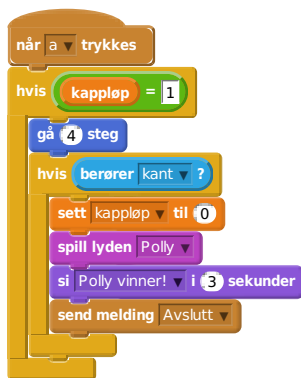 når a trykkes
hvis kappløp = 1
gå 4 steg
hvis berører kant ?
sett kappløp til 0
spill lyden Polly
si Polly vinner! i 3 sekunder
send melding Avslutt